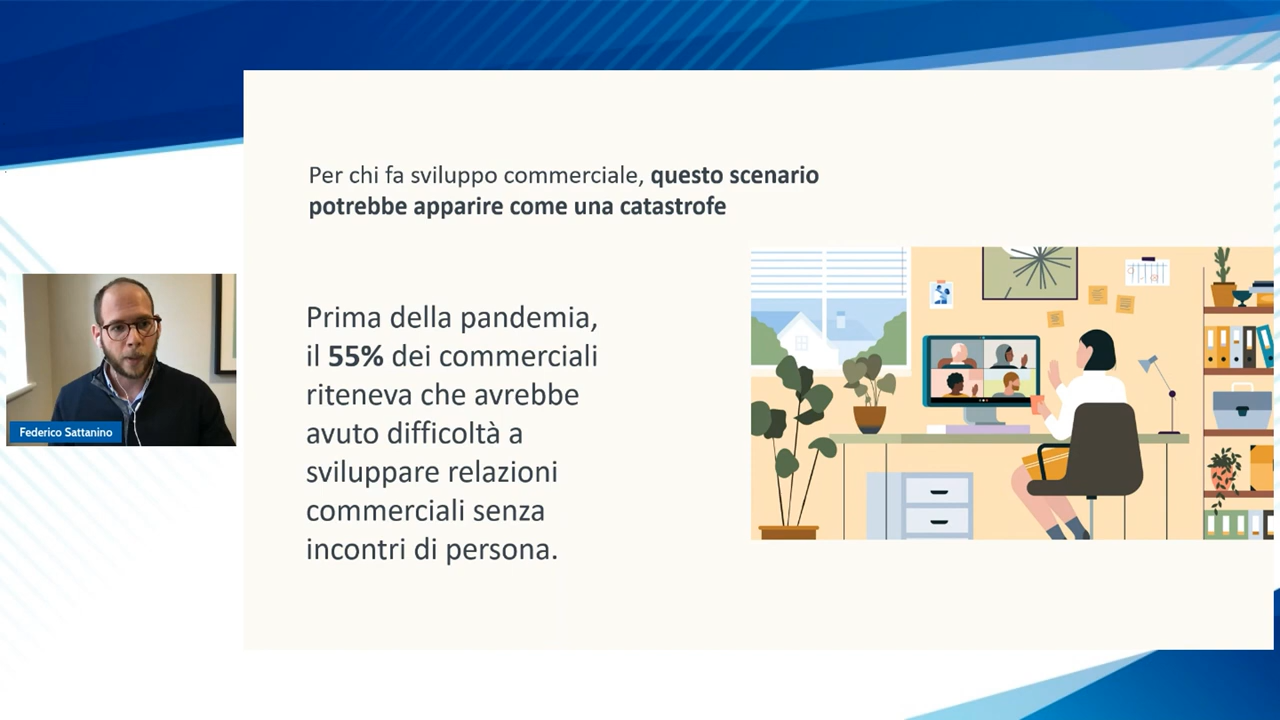 Per chi fa sviluppo commerciale, questo scenario
potrebbe apparire come una catastrofe
Prima della pandemia,
il 55% dei commerciali
riteneva che avrebbe
avuto difficoltà a
sviluppare relazioni
commerciali senza
incontri di persona.
Federico Sattanino